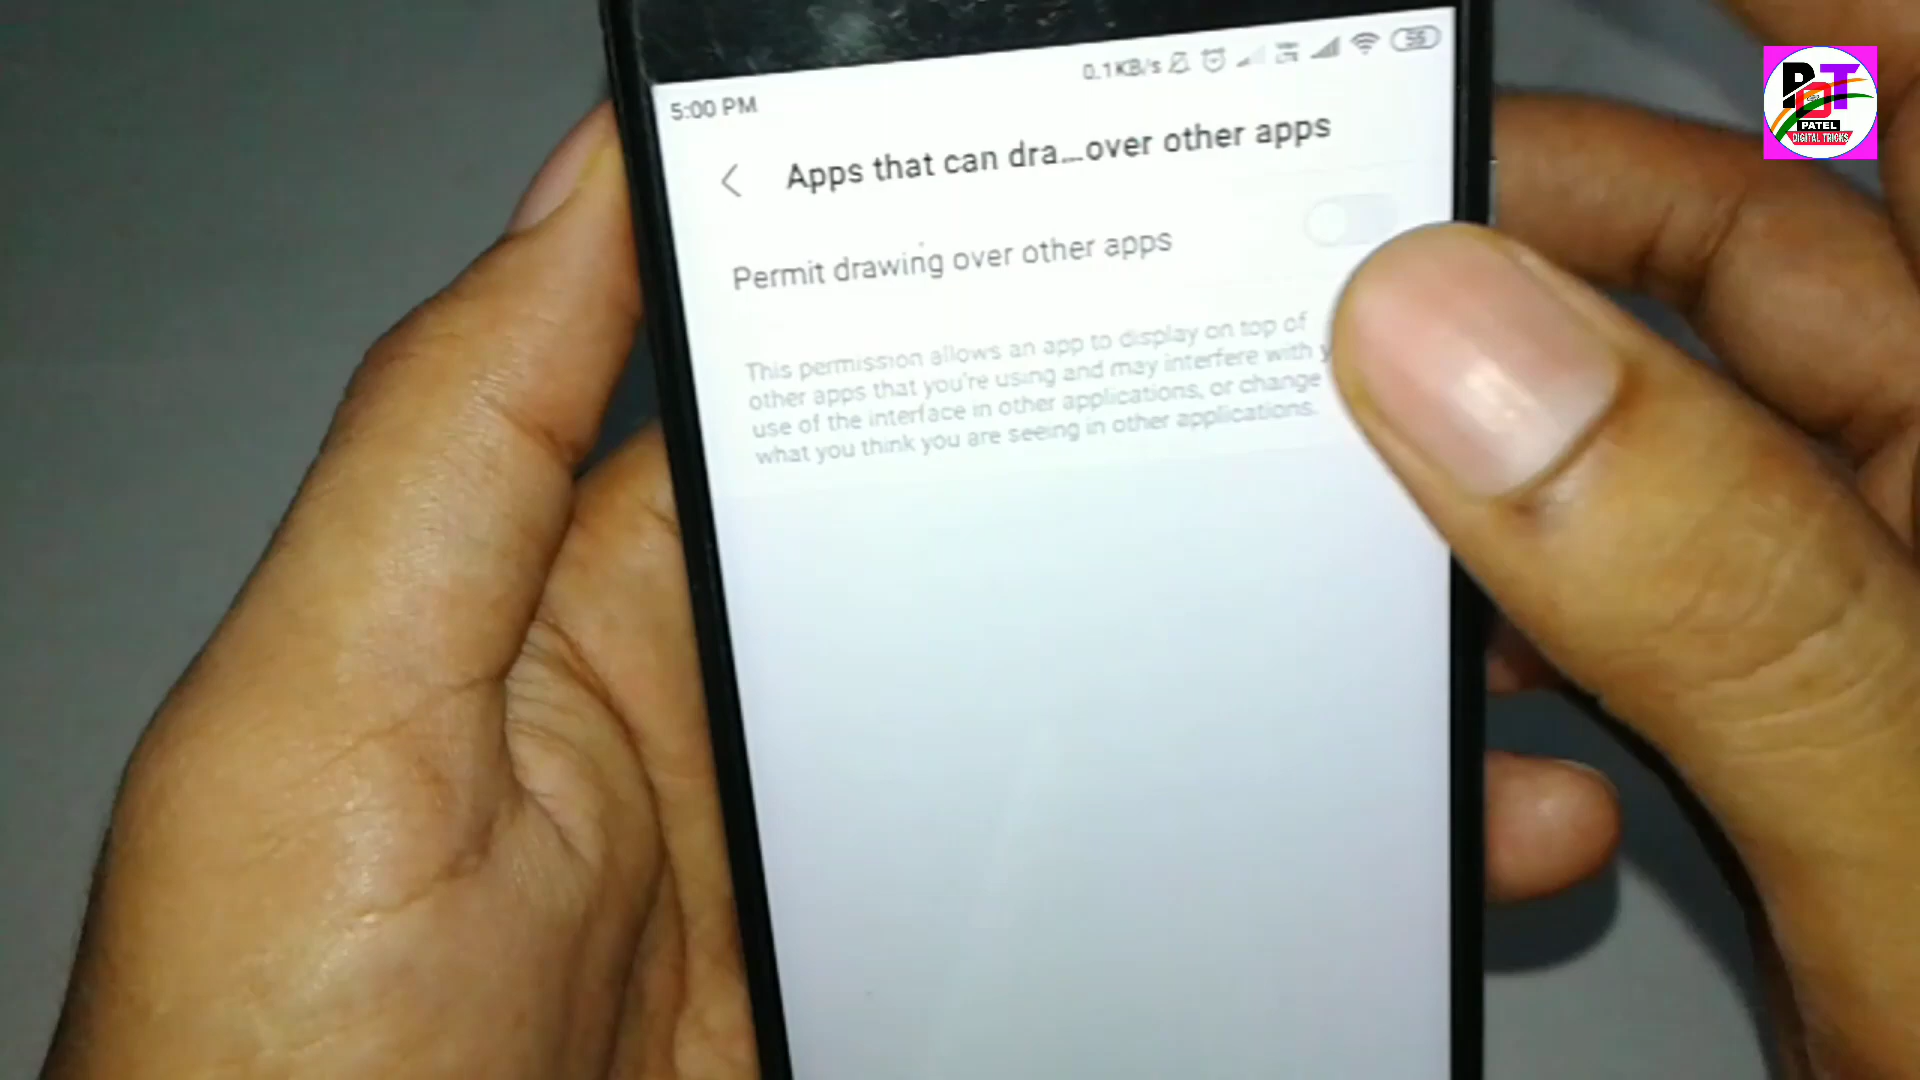 5:00 PM
0.1KB/s
55
Apps that can dra...over other apps
Permit drawing over other apps
This permission allows an app to display on top of
other apps that you're using and may interfere with y
use of the interface in other applications, or change
what you think you are seeing in other applications.
PDT
PATEL
DIGITAL TRICKS